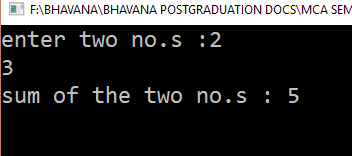 F:\BHAVANA\BHAVANA POSTGRADUATION DOCS\MCA SEM
enter two no.s :2
3
sum of the two no.s : 5